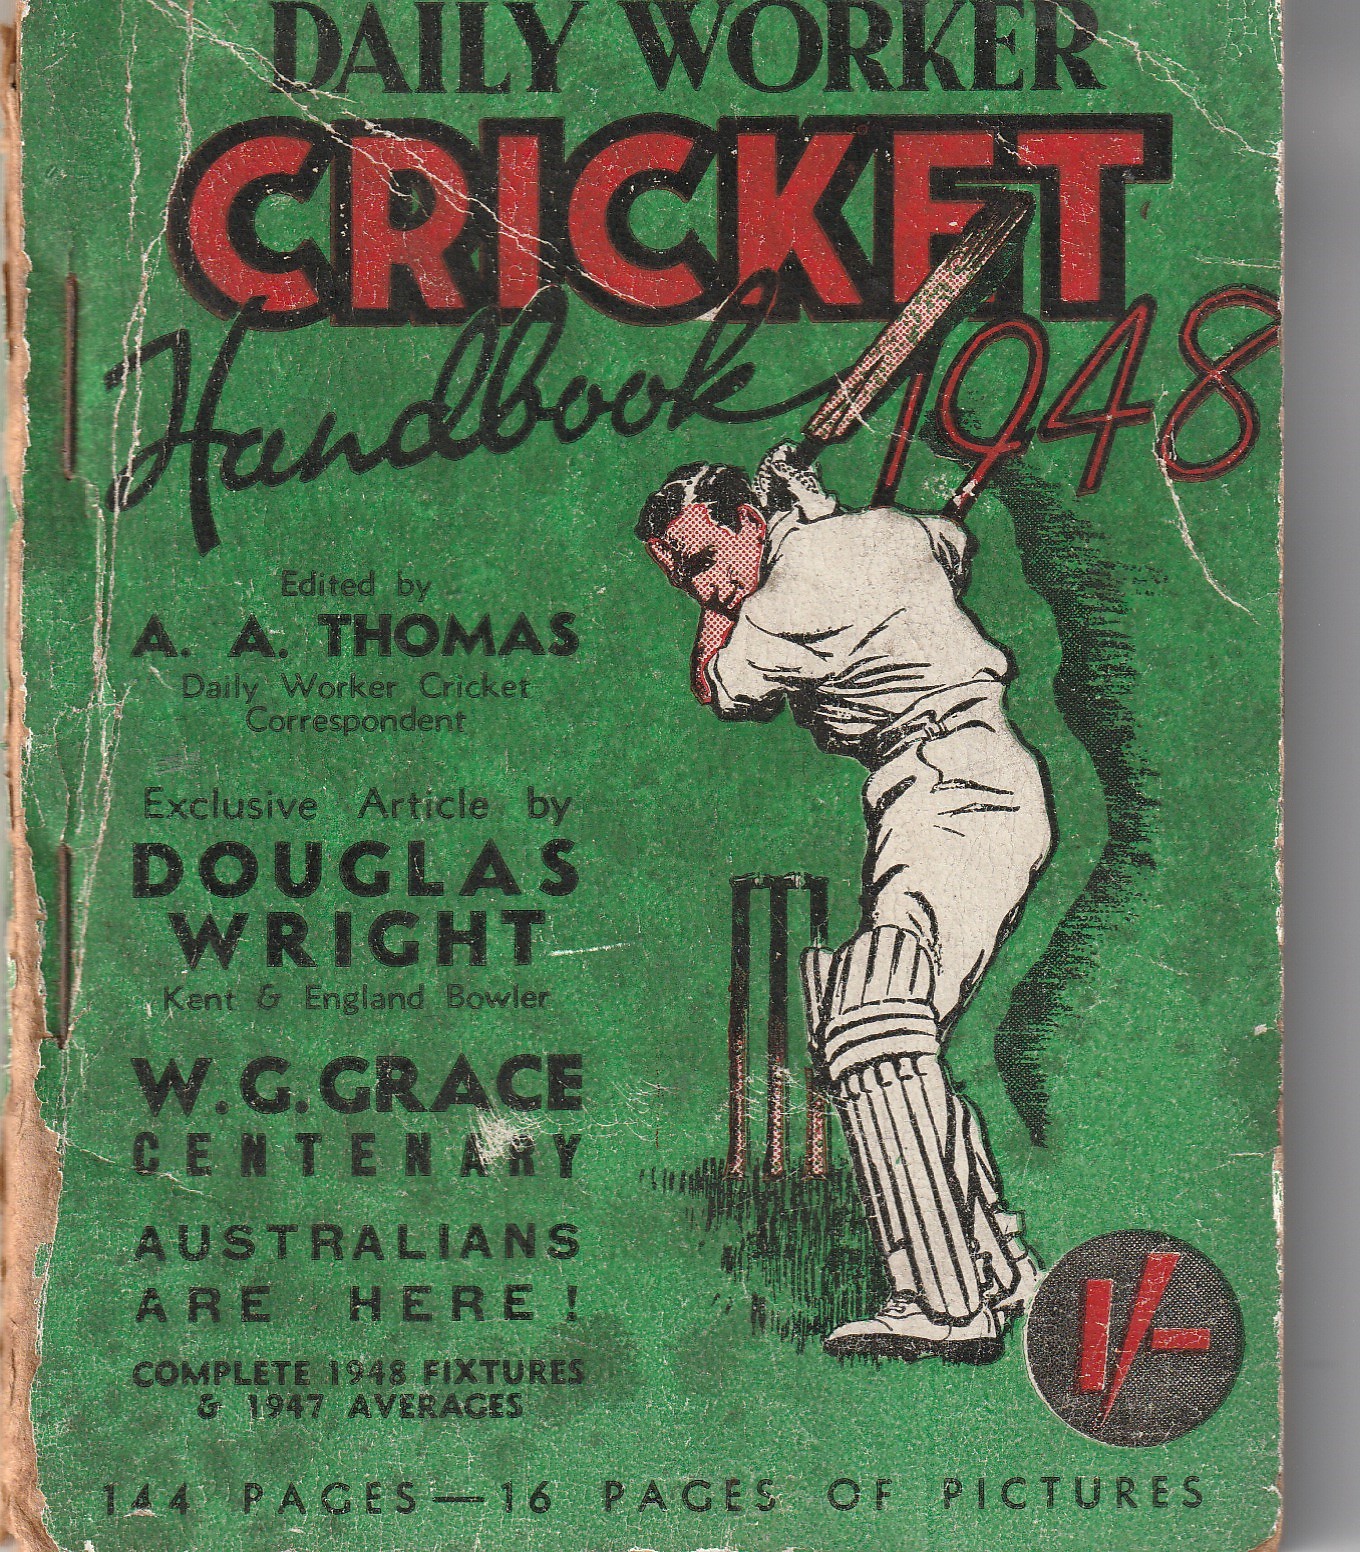 DAILY WORKER
CRICKET
Handbook 1948
Edited by
A. A. THOMAS
Daily Worker Cricket
Correspondent
Exclusive Article by
DOUGLAS
WRIGHT
Kent & England Bowler
W. G. GRACE
CENTENARY
AUSTRALIANS
ARE HERE!
COMPLETE 1948 FIXTURES
& 1947 AVERAGES
1/-
144 PAGES—16 PAGES OF PICTURES